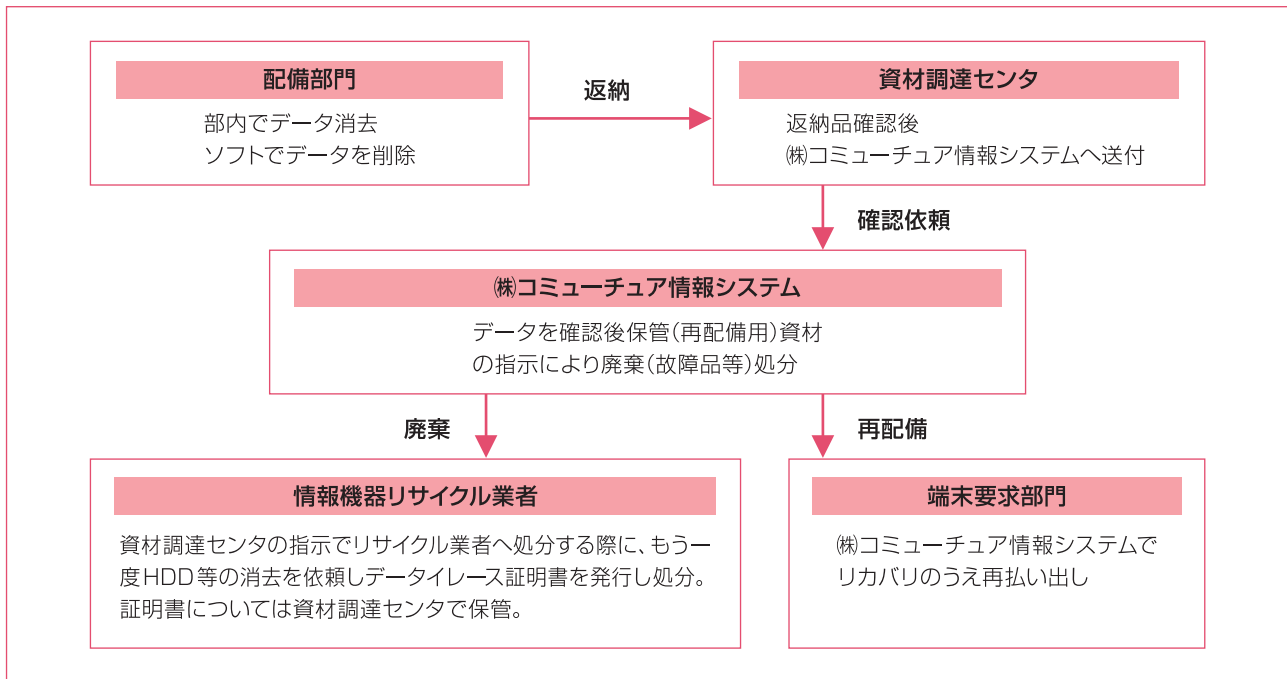 配備部門
部内でデータ消去
ソフトでデータを削除
返納
資材調達センタ
返納品確認後
㈱コミューチュア情報システムへ送付
確認依頼
㈱コミューチュア情報システム
データを確認後保管(再配備用)資材
の指示により廃棄(故障品等)処分
廃棄
再配備
情報機器リサイクル業者
資材調達センタの指示でリサイクル業者へ処分する際に、もう一
度HDD等の消去を依頼しデータイレース証明書を発行し処分。
証明書については資材調達センタで保管。
端末要求部門
㈱コミューチュア情報システムで
リカバリのうえ再払い出し